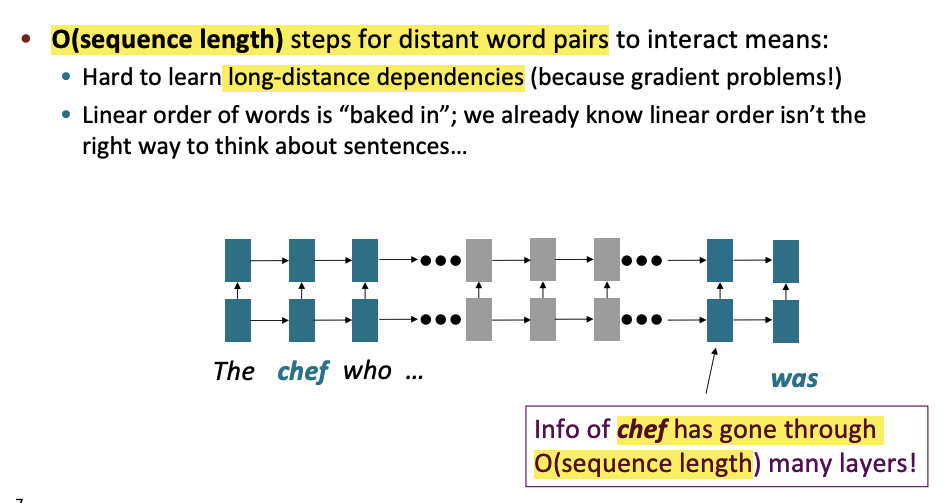 • O(sequence length) steps for distant word pairs to interact means:
• Hard to learn long-distance dependencies (because gradient problems!)
• Linear order of words is “baked in”; we already know linear order isn’t the
right way to think about sentences…
The chef who …
was
Info of chef has gone through
O(sequence length) many layers!